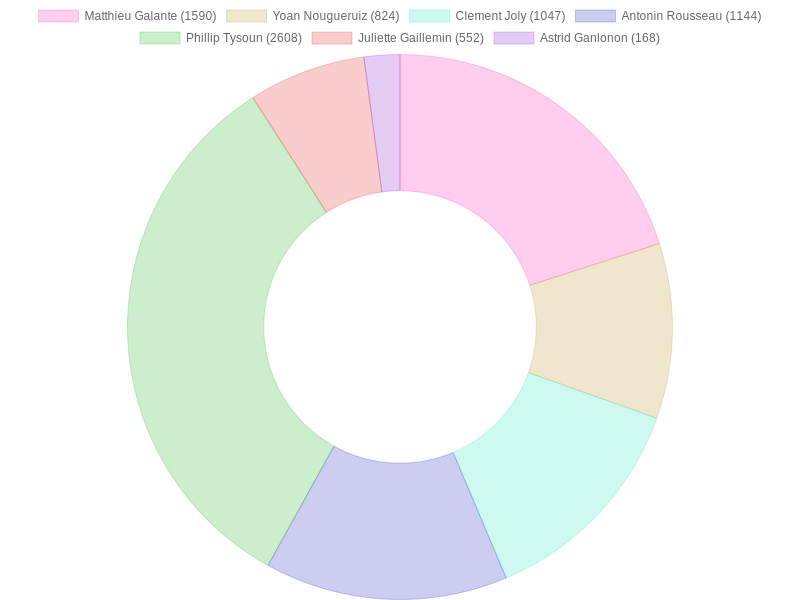 Matthieu Galante (1590) Yoan Nougueruiz (824) Clement Joly (1047) Antonin Rousseau (1144)
Phillip Tysoun (2608) Juliette Gaillemin (552) Astrid Ganlonon (168)